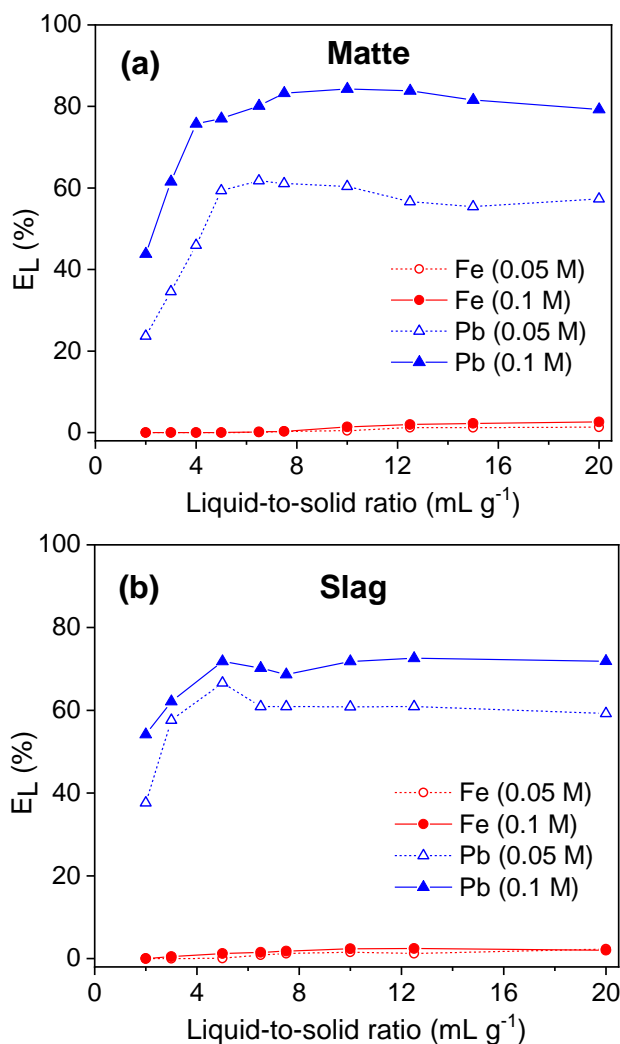 (a) Matte
100
80
60
40
20
0
E_L (%)
Fe (0.05 M)
Fe (0.1 M)
Pb (0.05 M)
Pb (0.1 M)
0 4 8 12 16 20
Liquid-to-solid ratio (mL g⁻¹)
(b) Slag
100
80
60
40
20
0
E_L (%)
Fe (0.05 M)
Fe (0.1 M)
Pb (0.05 M)
Pb (0.1 M)
0 4 8 12 16 20
Liquid-to-solid ratio (mL g⁻¹)